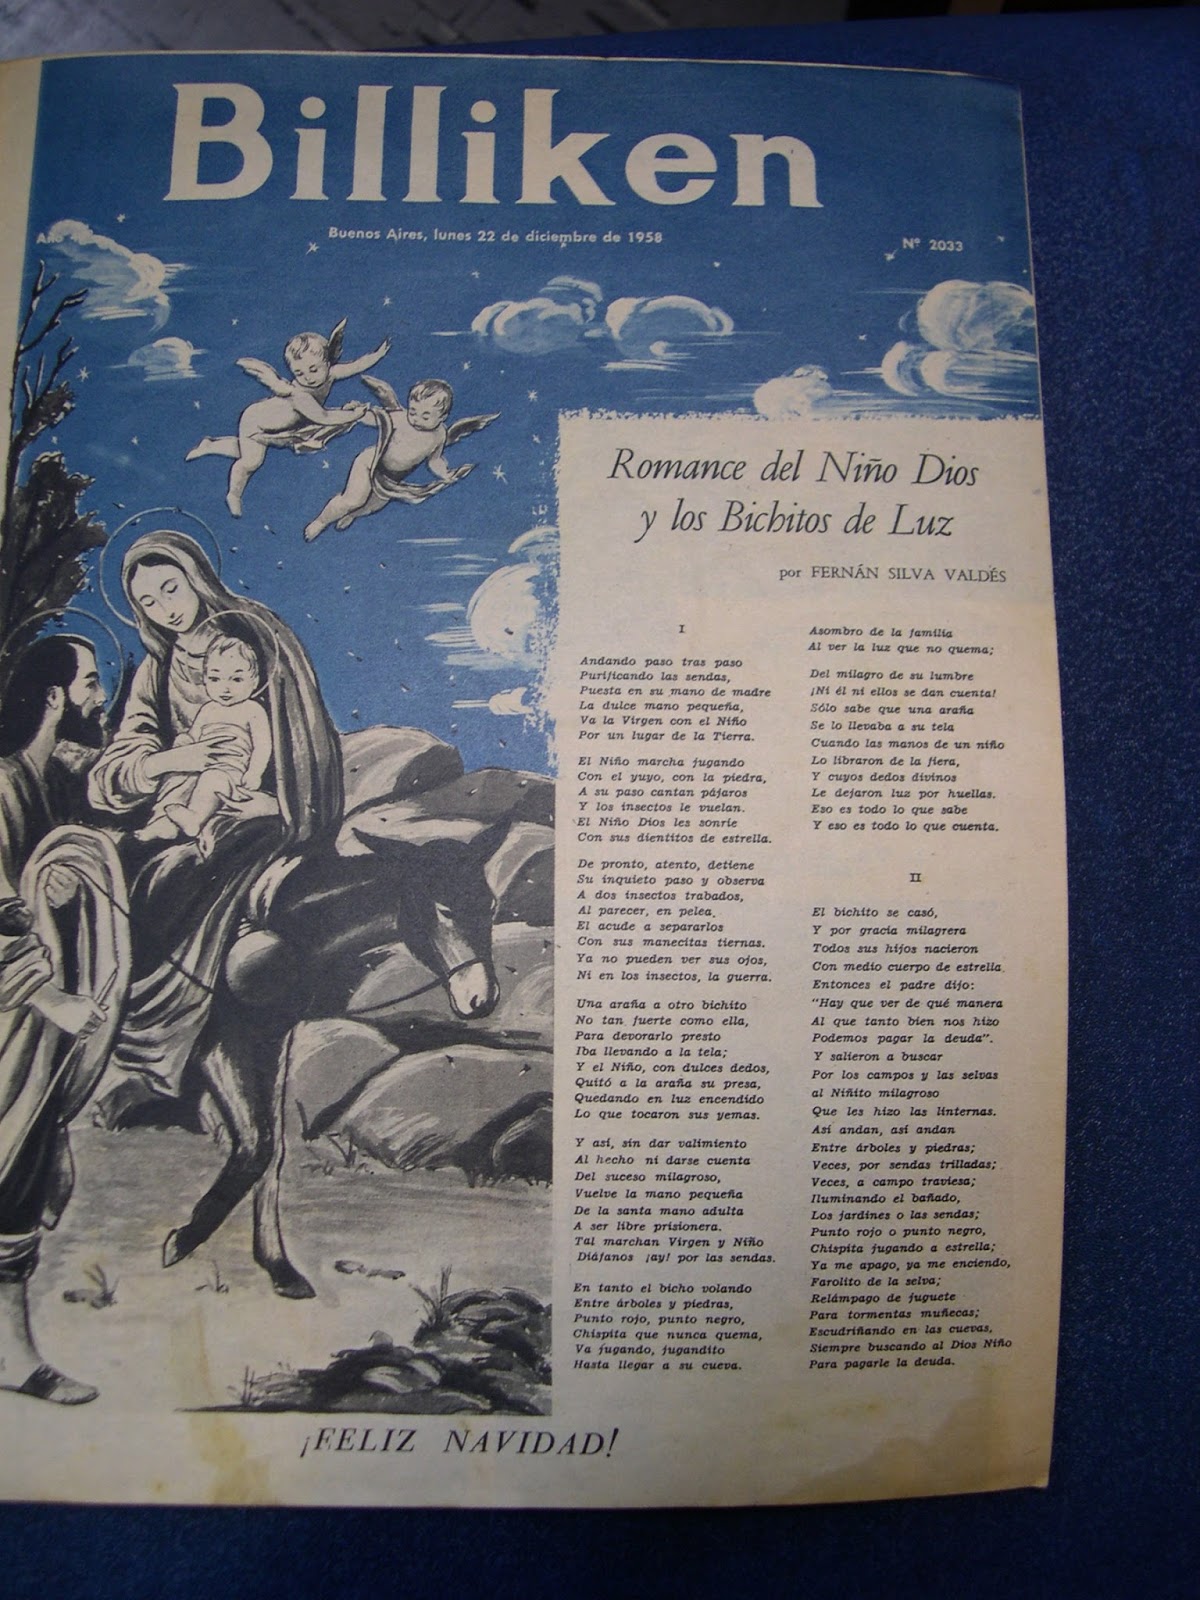 Billiken
Año
Buenos Aires, lunes 22 de diciembre de 1958
Nº 2033
Romance del Niño Dios
y los Bichitos de Luz
por FERNÁN SILVA VALDÉS
I
Andando paso tras paso
Purificando las sendas,
Puesta en su mano de madre
La dulce mano pequeña,
Va la Virgen con el Niño
Por un lugar de la Tierra.
El Niño marcha jugando
Con el yuyo, con la piedra,
A su paso cantan pájaros
Y los insectos le vuelan.
El Niño Dios les sonríe
Con sus dientitos de estrella.
De pronto, atento, detiene
Su inquieto paso y observa
A dos insectos trabados,
Al parecer, en pelea.
El acude a separarlos
Con sus manecitas tiernas.
Ya no pueden ver sus ojos,
Ni en los insectos, la guerra.
Una araña a otro bichito
No tan fuerte como ella,
Para devorarlo presto
Iba llevando a la tela;
Y el Niño, con dulces dedos,
Quitó a la araña su presa,
Quedando en luz encendido
Lo que tocaron sus yemas.
Y así, sin dar valimiento
Al hecho ni darse cuenta
Del suceso milagroso,
Vuelve la mano pequeña
De la santa mano adulta
A ser libre prisionera.
Tal marchan Virgen y Niño
Diáfanos ¡ay! por las sendas.
En tanto el bicho volando
Entre árboles y piedras,
Punto rojo, punto negro,
Chispita que nunca quema,
Va jugando, jugandito
Hasta llegar a su cueva.
Asombro de la familia
Al ver la luz que no quema;
Del milagro de su lumbre
¡Ni él ni ellos se dan cuenta!
Sólo sabe que una araña
Se lo llevaba a su tela
Cuando las manos de un niño
Lo libraron de la fiera,
Y cuyos dedos divinos
Le dejaron luz por huellas.
Eso es todo lo que sabe
Y eso es todo lo que cuenta.
II
El bichito se casó,
Y por gracia milagrera
Todos sus hijos nacieron
Con medio cuerpo de estrella.
Entonces el padre dijo:
"Hay que ver de qué manera
Al que tanto bien nos hizo
Podemos pagar la deuda".
Y salieron a buscar
Por los campos y las selvas
al Niñito milagroso
Que les hizo las linternas.
Así andan, así andan
Entre árboles y piedras;
Veces, por sendas trilladas;
Veces, a campo traviesa;
Iluminando el bañado,
Los jardines o las sendas;
Punto rojo o punto negro,
Chispita jugando a estrella;
Ya me apago, ya me enciendo,
Farolito de la selva;
Relámpago de juguete
Para tormentas muñecas;
Escudriñando en las cuevas,
Siempre buscando al Dios Niño
Para pagarle la deuda.
¡FELIZ NAVIDAD!